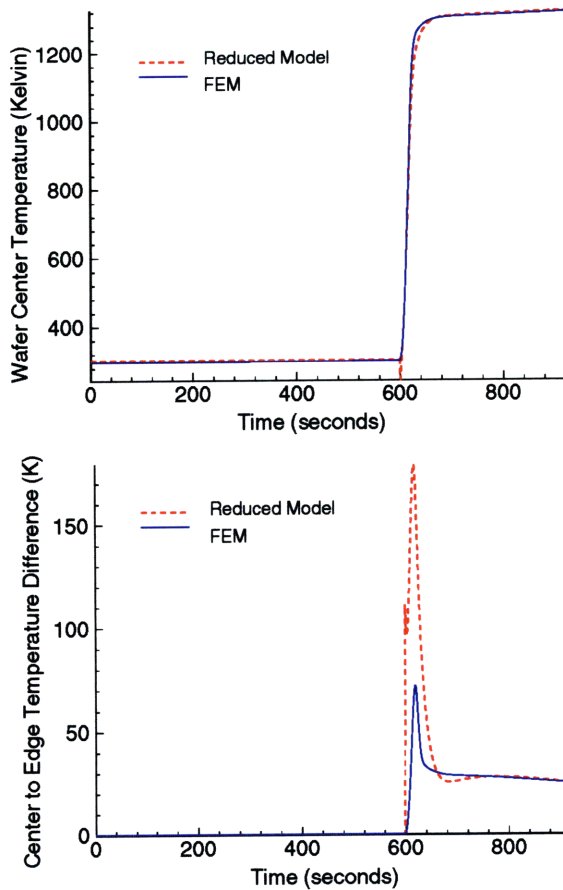 Wafer Center Temperature (Kelvin)
1200
1000
800
600
400
Reduced Model
FEM
0
200
400
600
800
Time (seconds)
Center to Edge Temperature Difference (K)
150
100
50
0
Reduced Model
FEM
0
200
400
600
800
Time (seconds)